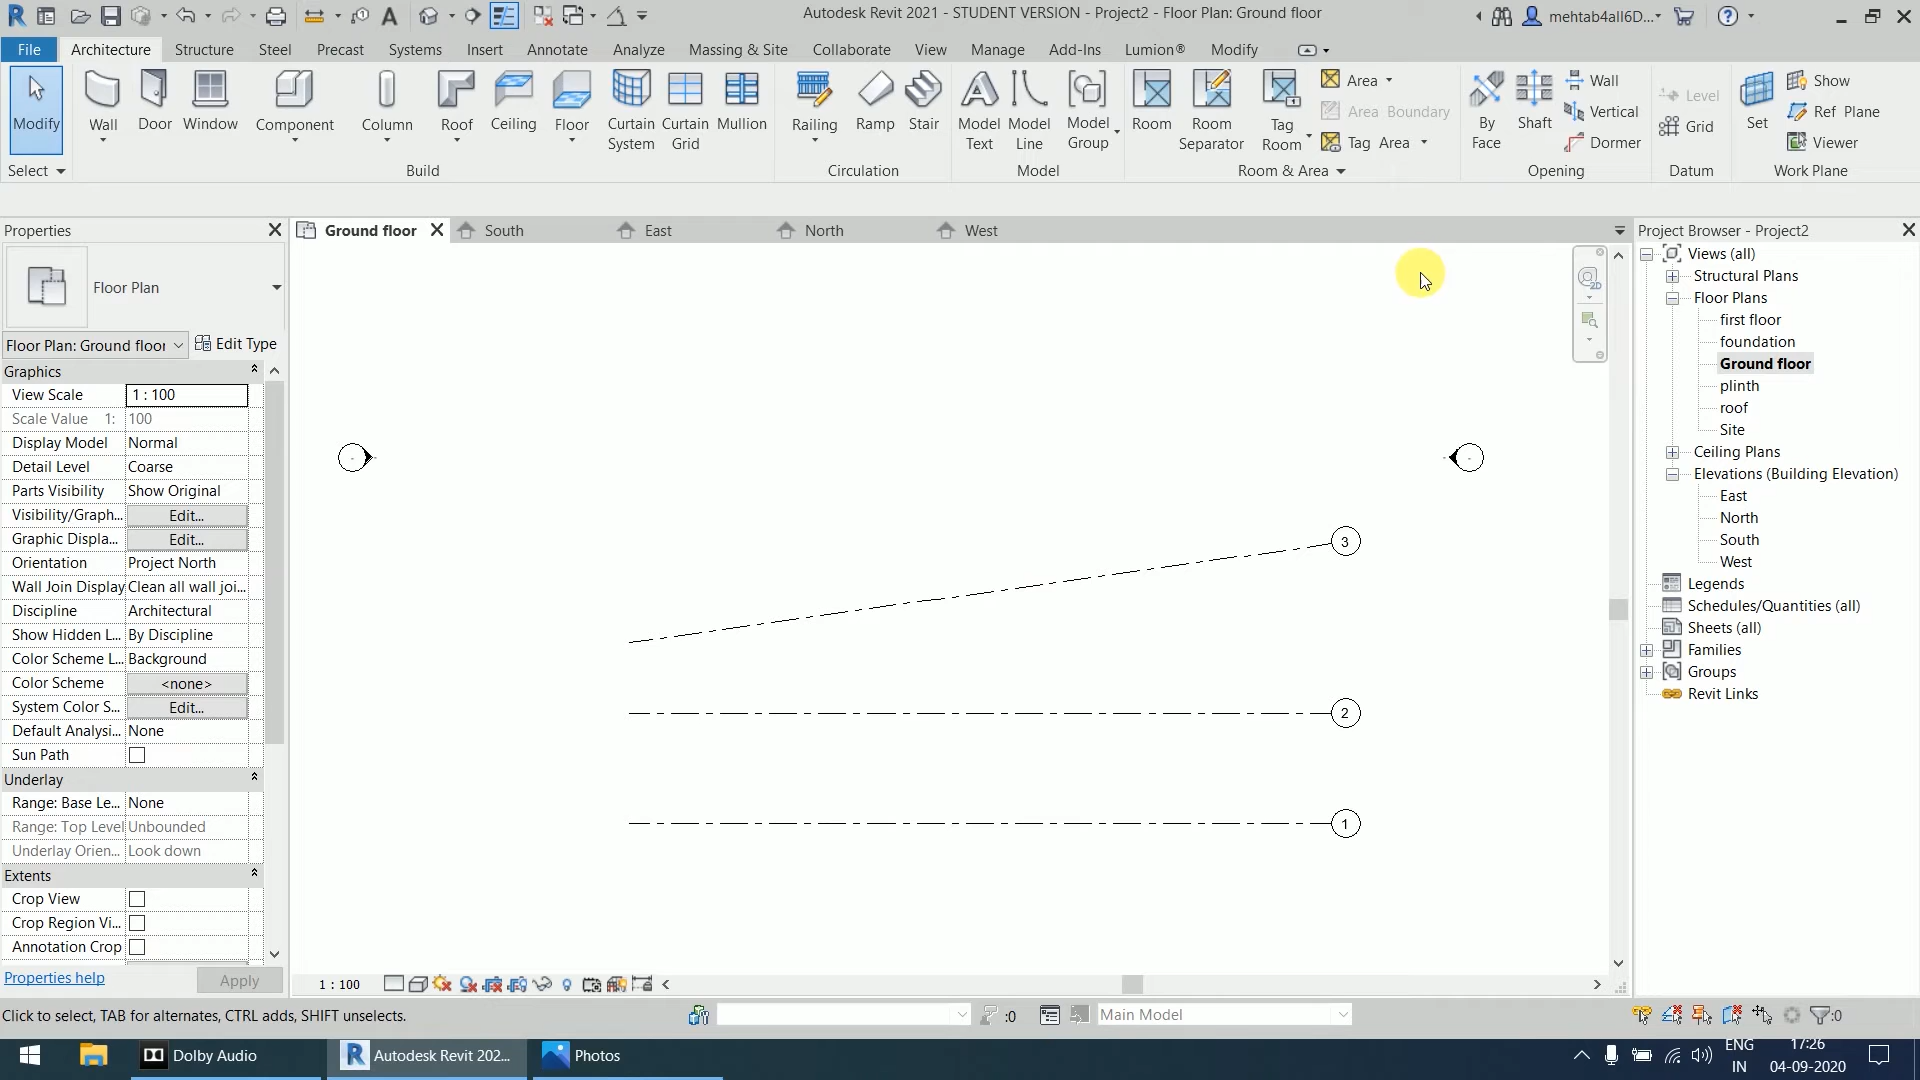 Autodesk Revit 2021 - STUDENT VERSION - Project2 - Floor Plan: Ground floor
mehtab4all6D...
File Architecture Structure Steel Precast Systems Insert Annotate Analyze Massing & Site Collaborate View Manage Add-Ins Lumion® Modify
Modify Wall Door Window Component Column Roof Ceiling Floor Curtain System Curtain Grid Mullion Railing Ramp Stair Model Text Model Line Model Group Room Room Separator Tag Room
Area
Area Boundary
Tag Area
By Face Shaft
Wall
Vertical
Dormer
Level
Grid
Set
Show
Ref Plane
Viewer
Select Build Circulation Model Room & Area Opening Datum Work Plane
Properties
Floor Plan
Floor Plan: Ground floor Edit Type
Graphics
View Scale 1 : 100
Scale Value 1: 100
Display Model Normal
Detail Level Coarse
Parts Visibility Show Original
Visibility/Graph... Edit...
Graphic Displa... Edit...
Orientation Project North
Wall Join Display Clean all wall joi...
Discipline Architectural
Show Hidden L... By Discipline
Color Scheme L... Background
Color Scheme <none>
System Color S... Edit...
Default Analysi... None
Sun Path
Underlay
Range: Base Le... None
Range: Top Level Unbounded
Underlay Orien... Look down
Extents
Crop View
Crop Region Vi...
Annotation Crop
Properties help Apply
Ground floor South East North West
2D
3
2
1
1 : 100
Project Browser - Project2
Views (all)
Structural Plans
Floor Plans
first floor
foundation
Ground floor
plinth
roof
Site
Ceiling Plans
Elevations (Building Elevation)
East
North
South
West
Legends
Schedules/Quantities (all)
Sheets (all)
Families
Groups
Revit Links
Click to select, TAB for alternates, CTRL adds, SHIFT unselects.
:0
Main Model
:0
Dolby Audio
Autodesk Revit 202...
Photos
ENG
IN
17:26
04-09-2020